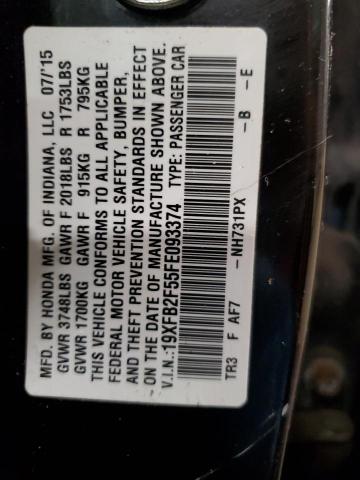 MFD. BY HONDA MFG. OF INDIANA, LLC 07/'15
GVWR 3748LBS GAWR F 2018LBS R 1753LBS
GVWR 1700KG GAWR F 915KG R 795KG
THIS VEHICLE CONFORMS TO ALL APPLICABLE
FEDERAL MOTOR VEHICLE SAFETY, BUMPER,
AND THEFT PREVENTION STANDARDS IN EFFECT
ON THE DATE OF MANUFACTURE SHOWN ABOVE.
V.I.N.:19XFB2F55FE093374 TYPE: PASSENGER CAR
TR3 F AF7 - NH731PX - B - E